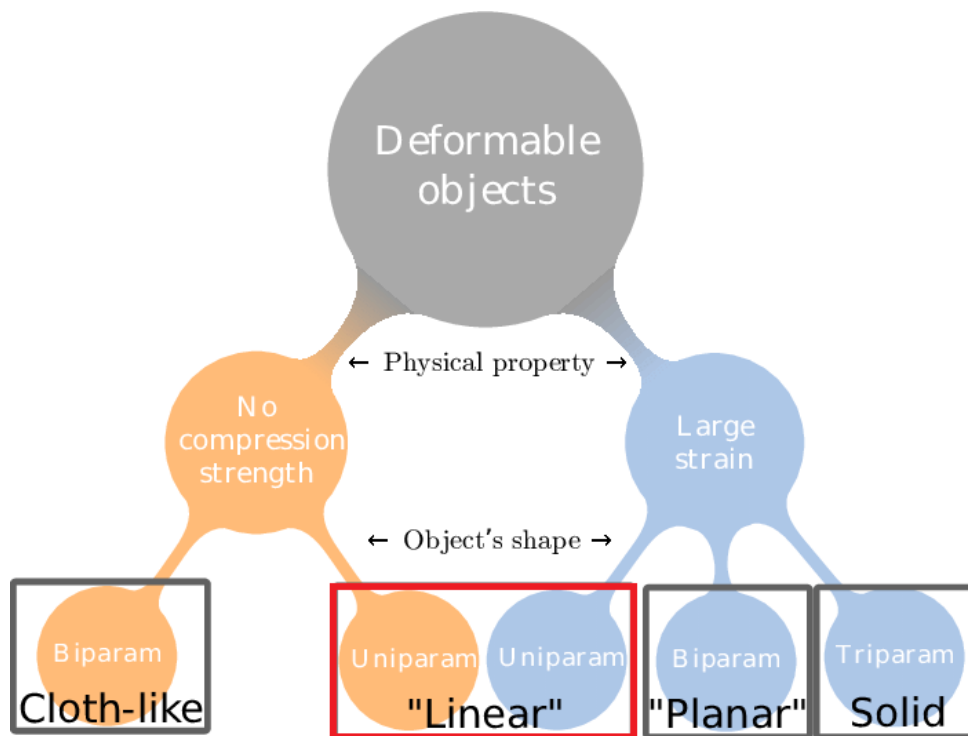 Deformable
objects
← Physical property →
No
compression
strength
Large
strain
← Object's shape →
Biparam
Uniparam
Uniparam
Biparam
Triparam
Cloth-like
"Linear"
"Planar"
Solid